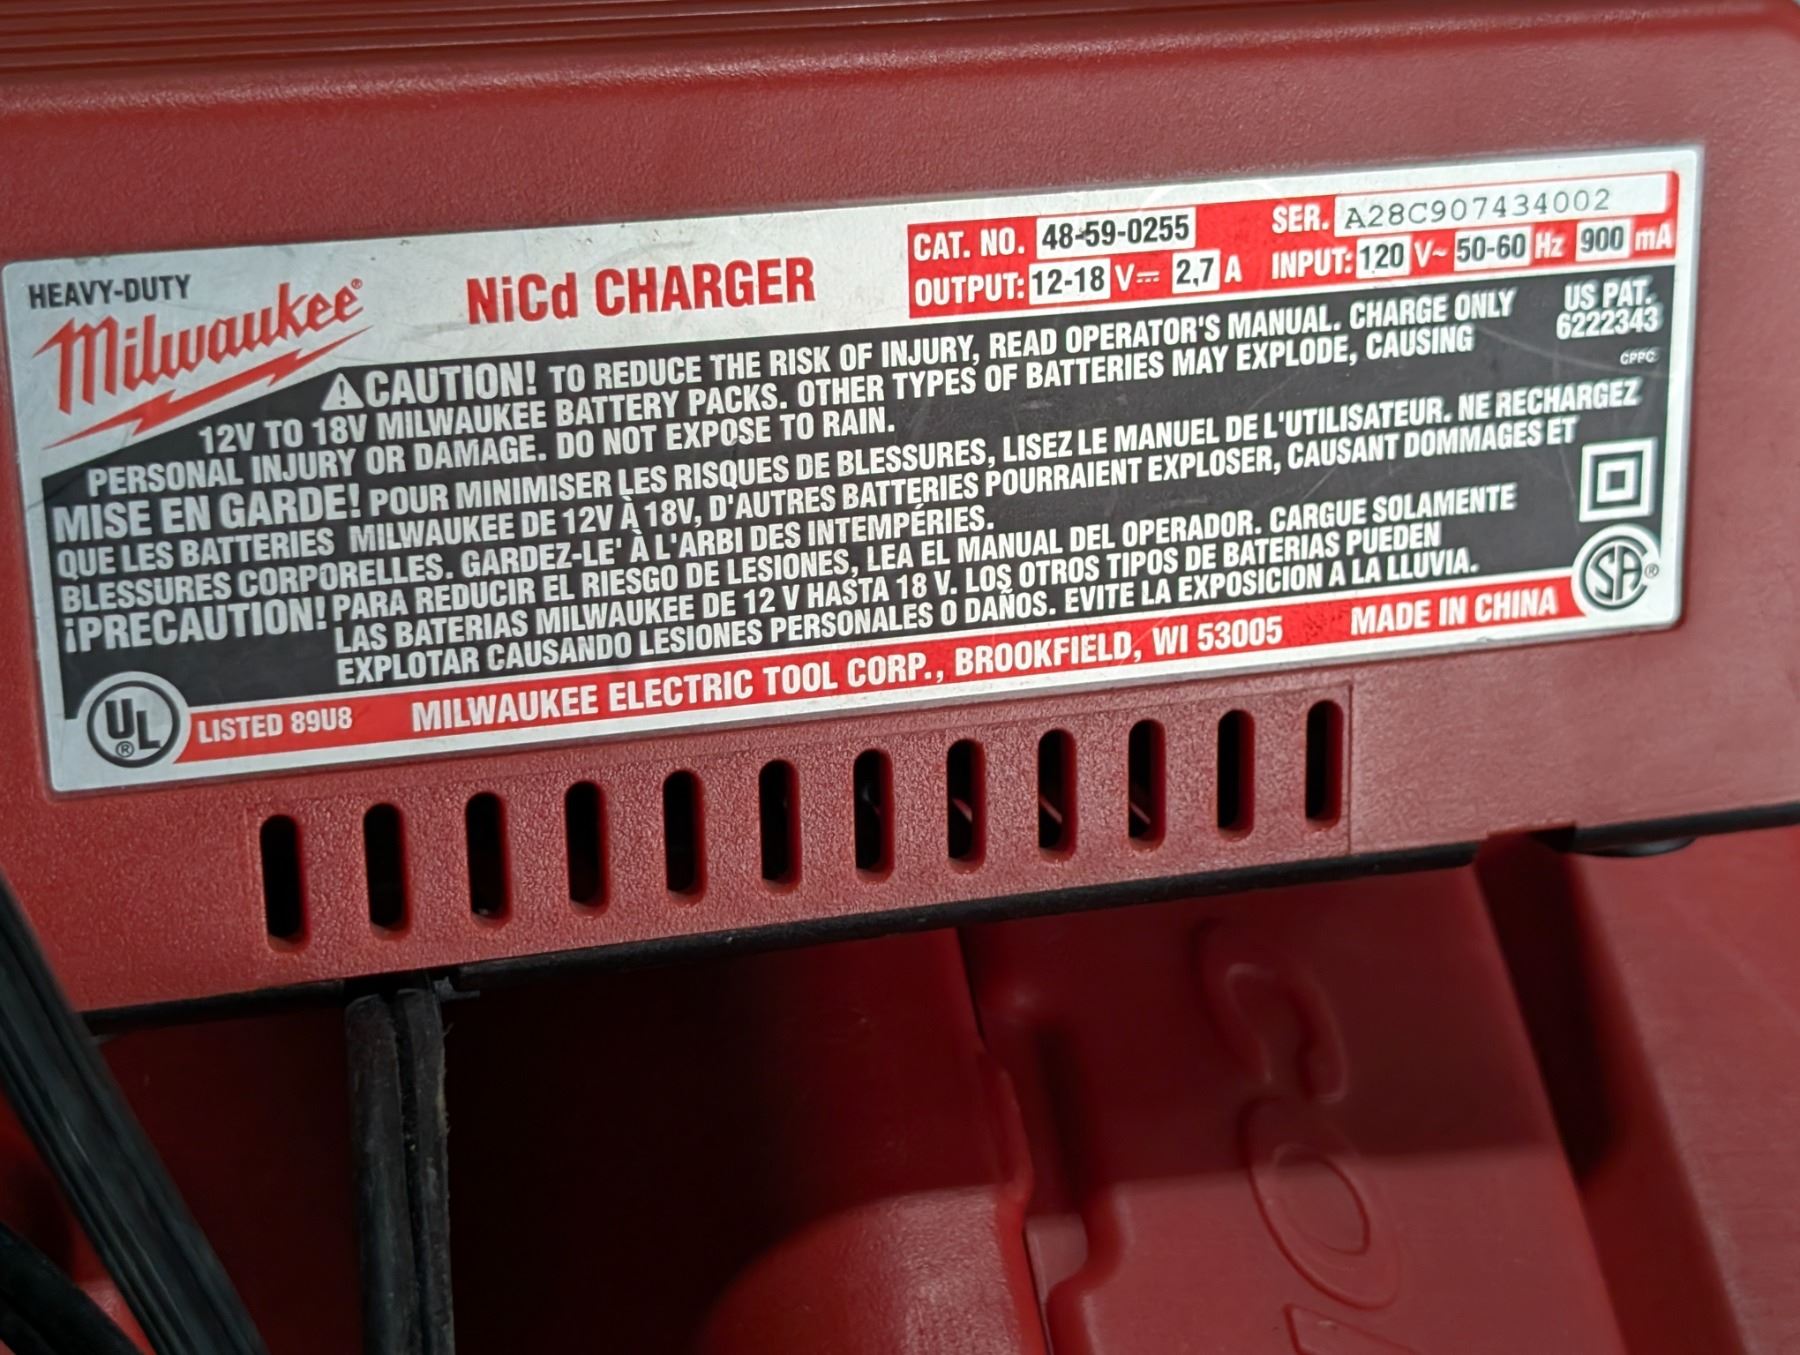 HEAVY-DUTY
Milwaukee®
NiCd CHARGER
CAT. NO. 48-59-0255 SER. A28C907434002
OUTPUT: 12-18 V⎓ 2,7 A INPUT: 120 V~ 50-60 Hz 900 mA
US PAT.
6222343
CPPC
⚠CAUTION! TO REDUCE THE RISK OF INJURY, READ OPERATOR'S MANUAL. CHARGE ONLY
12V TO 18V MILWAUKEE BATTERY PACKS. OTHER TYPES OF BATTERIES MAY EXPLODE, CAUSING
PERSONAL INJURY OR DAMAGE. DO NOT EXPOSE TO RAIN.
MISE EN GARDE! POUR MINIMISER LES RISQUES DE BLESSURES, LISEZ LE MANUEL DE L'UTILISATEUR. NE RECHARGEZ
QUE LES BATTERIES MILWAUKEE DE 12V À 18V, D'AUTRES BATTERIES POURRAIENT EXPLOSER, CAUSANT DOMMAGES ET
BLESSURES CORPORELLES. GARDEZ-LE' À L'ARBI DES INTEMPÉRIES.
¡PRECAUTION! PARA REDUCIR EL RIESGO DE LESIONES, LEA EL MANUAL DEL OPERADOR. CARGUE SOLAMENTE
LAS BATERIAS MILWAUKEE DE 12 V HASTA 18 V. LOS OTROS TIPOS DE BATERIAS PUEDEN
EXPLOTAR CAUSANDO LESIONES PERSONALES O DAÑOS. EVITE LA EXPOSICION A LA LLUVIA.
SA®
UL® LISTED 89U8 MILWAUKEE ELECTRIC TOOL CORP., BROOKFIELD, WI 53005 MADE IN CHINA